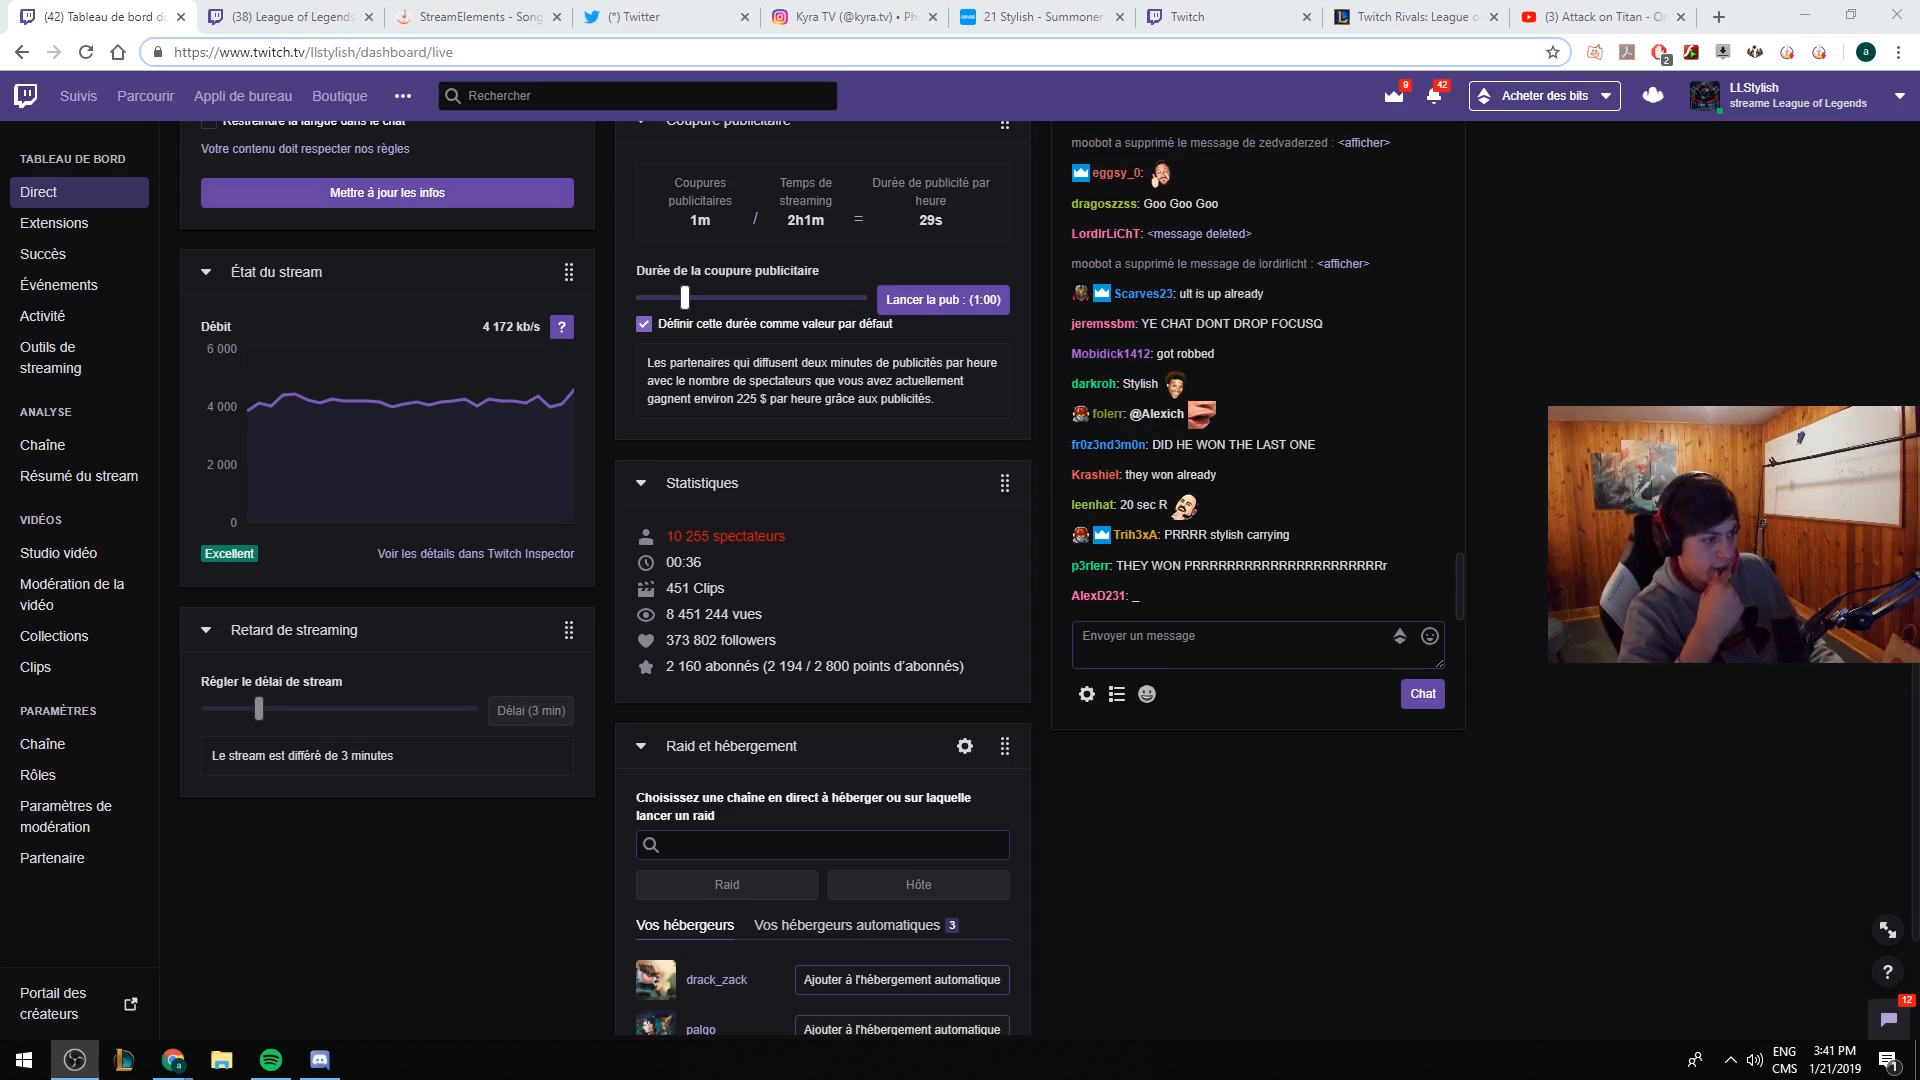 (42) Tableau de bord du
(38) League of Legends
StreamElements - Song
(*) Twitter
Kyra TV (@kyra.tv) • Ph
21 Stylish - Summoner
Twitch
Twitch Rivals: League o
(3) Attack on Titan - Or
https://www.twitch.tv/llstylish/dashboard/live
2
a
Suivis
Parcourir
Appli de bureau
Boutique
Rechercher
9
42
Acheter des bits
LLStylish
streame League of Legends
TABLEAU DE BORD
Direct
Extensions
Succès
Événements
Activité
Outils de
streaming
ANALYSE
Chaîne
Résumé du stream
VIDÉOS
Studio vidéo
Modération de la
vidéo
Collections
Clips
PARAMÈTRES
Chaîne
Rôles
Paramètres de
modération
Partenaire
Portail des
créateurs
Restreindre la langue dans le chat
Votre contenu doit respecter nos règles
Mettre à jour les infos
État du stream
Débit
4 172 kb/s
?
6 000
4 000
2 000
0
Excellent
Voir les détails dans Twitch Inspector
Retard de streaming
Régler le délai de stream
Délai (3 min)
Le stream est différé de 3 minutes
Coupure publicitaire
Coupures
publicitaires
1m
/
Temps de
streaming
2h1m
=
Durée de publicité par
heure
29s
Durée de la coupure publicitaire
Lancer la pub : (1:00)
Définir cette durée comme valeur par défaut
Les partenaires qui diffusent deux minutes de publicités par heure
avec le nombre de spectateurs que vous avez actuellement
gagnent environ 225 $ par heure grâce aux publicités.
Statistiques
10 255 spectateurs
00:36
451 Clips
8 451 244 vues
373 802 followers
2 160 abonnés (2 194 / 2 800 points d'abonnés)
Raid et hébergement
Choisissez une chaîne en direct à héberger ou sur laquelle
lancer un raid
Raid
Hôte
Vos hébergeurs
Vos hébergeurs automatiques 3
drack_zack
Ajouter à l'hébergement automatique
palgo
Ajouter à l'hébergement automatique
moobot a supprimé le message de zedvaderzed : <afficher>
eggsy_0:
dragoszzss: Goo Goo Goo
LordIrLiChT: <message deleted>
moobot a supprimé le message de lordirlicht : <afficher>
Scarves23: ult is up already
jeremssbm: YE CHAT DONT DROP FOCUSQ
Mobidick1412: got robbed
darkroh: Stylish
folerr: @Alexich
fr0z3nd3m0n: DID HE WON THE LAST ONE
Krashiel: they won already
leenhat: 20 sec R
Trih3xA: PRRRR stylish carrying
p3rlerr: THEY WON PRRRRRRRRRRRRRRRRRRRRRRr
AlexD231: _
Envoyer un message
Chat
?
12
ENG
CMS
3:41 PM
1/21/2019
1